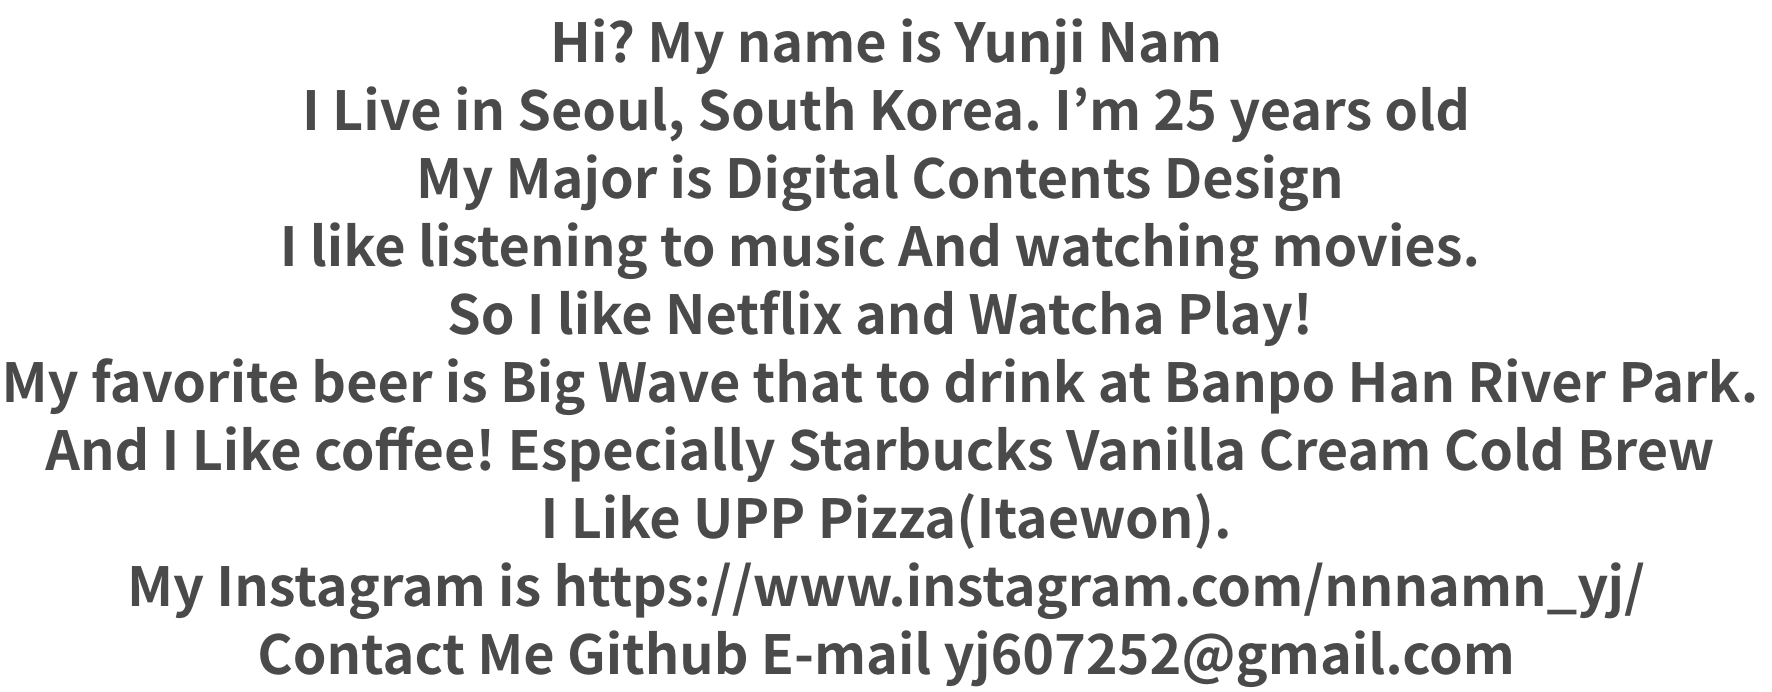 Hi? My name is Yunji Nam
I Live in Seoul, South Korea. I’m 25 years old
My Major is Digital Contents Design
I like listening to music And watching movies.
So I like Netflix and Watcha Play!
My favorite beer is Big Wave that to drink at Banpo Han River Park.
And I Like coffee! Especially Starbucks Vanilla Cream Cold Brew
I Like UPP Pizza(Itaewon).
My Instagram is https://www.instagram.com/nnnamn_yj/
Contact Me Github E-mail yj607252@gmail.com